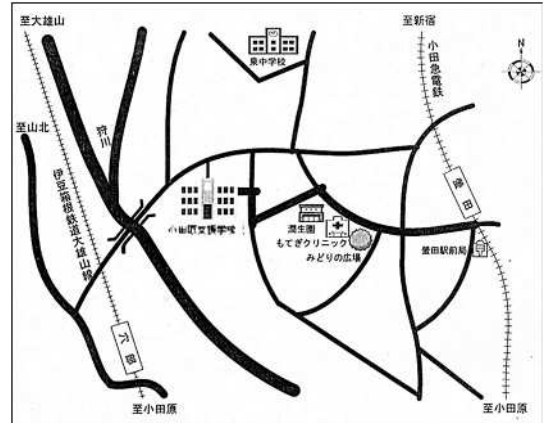 至大雄山
至新宿
泉中学校
小田急電鉄
N
至山北
狩川
伊豆箱根鉄道大雄山線
螢田
小田原支援学校
潤生園
もてぎクリニック
みどりの広場
螢田駅前局
穴部
至小田原
至小田原